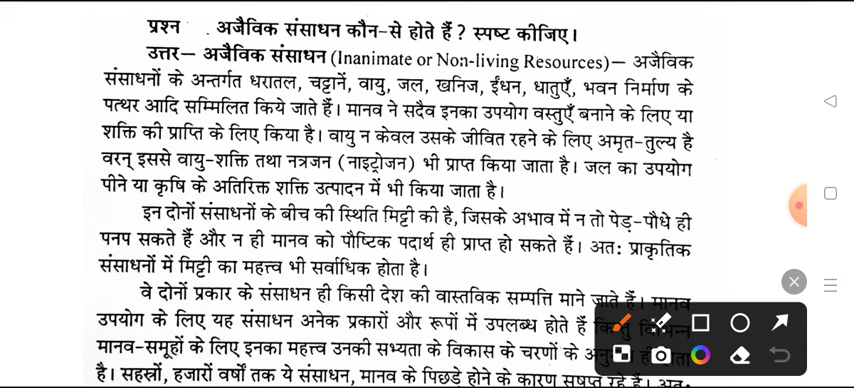 प्रश्न . अजैविक संसाधन कौन-से होते हैं ? स्पष्ट कीजिए।
उत्तर— अजैविक संसाधन (Inanimate or Non-living Resources)— अजैविक
संसाधनों के अन्तर्गत धरातल, चट्टानें, वायु, जल, खनिज, ईंधन, धातुएँ, भवन निर्माण के
पत्थर आदि सम्मिलित किये जाते हैं। मानव ने सदैव इनका उपयोग वस्तुएँ बनाने के लिए या
शक्ति की प्राप्ति के लिए किया है। वायु न केवल उसके जीवित रहने के लिए अमृत-तुल्य है
वरन् इससे वायु-शक्ति तथा नत्रजन (नाइट्रोजन) भी प्राप्त किया जाता है। जल का उपयोग
पीने या कृषि के अतिरिक्त शक्ति उत्पादन में भी किया जाता है।
इन दोनों संसाधनों के बीच की स्थिति मिट्टी की है, जिसके अभाव में न तो पेड़-पौधे ही
पनप सकते हैं और न ही मानव को पौष्टिक पदार्थ ही प्राप्त हो सकते हैं। अतः प्राकृतिक
संसाधनों में मिट्टी का महत्त्व भी सर्वाधिक होता है।
वे दोनों प्रकार के संसाधन ही किसी देश की वास्तविक सम्पत्ति माने जाते हैं। मानव
उपयोग के लिए यह संसाधन अनेक प्रकारों और रूपों में उपलब्ध होते हैं
मानव-समूहों के लिए इनका महत्त्व उनकी सभ्यता के विकास के चरणों के
है। सहस्रों, हजारों वर्षों तक ये संसाधन, मानव के पिछड़े होने के कारण सुषुप्त रहे हैं। अतः